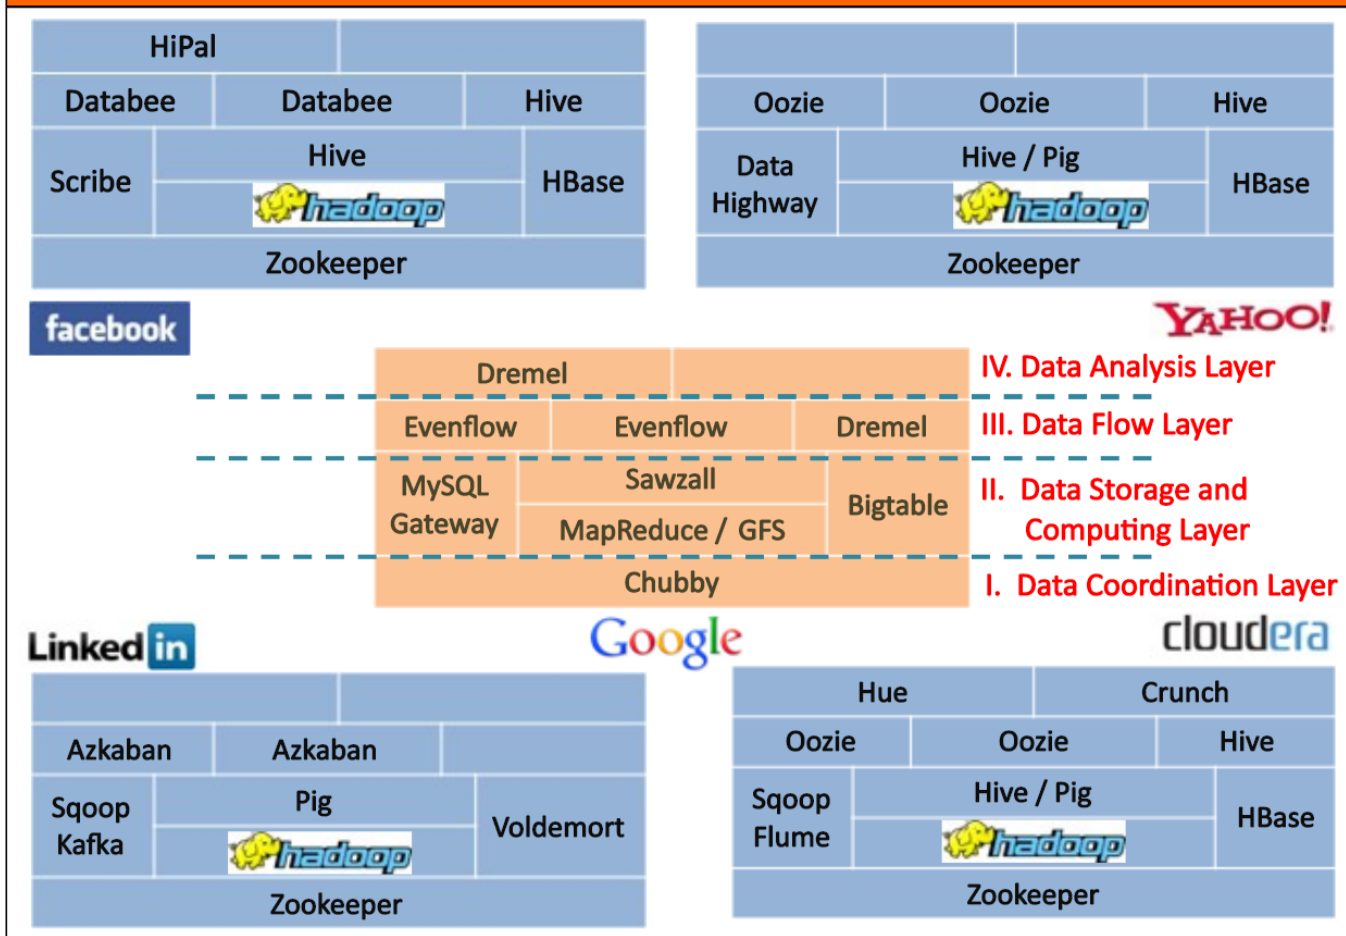 HiPal
Databee Databee Hive
Scribe Hive HBase
hadoop
Zookeeper
facebook
Oozie Oozie Hive
Data Highway Hive / Pig HBase
hadoop
Zookeeper
YAHOO!
Dremel
IV. Data Analysis Layer
Evenflow Evenflow Dremel
III. Data Flow Layer
MySQL Gateway Sawzall Bigtable
MapReduce / GFS
II. Data Storage and
Computing Layer
Chubby
I. Data Coordination Layer
Google
Linked in
Azkaban Azkaban
Sqoop
Kafka
Pig
hadoop
Voldemort
Zookeeper
cloudera
Hue Crunch
Oozie Oozie Hive
Sqoop
Flume
Hive / Pig
hadoop
HBase
Zookeeper